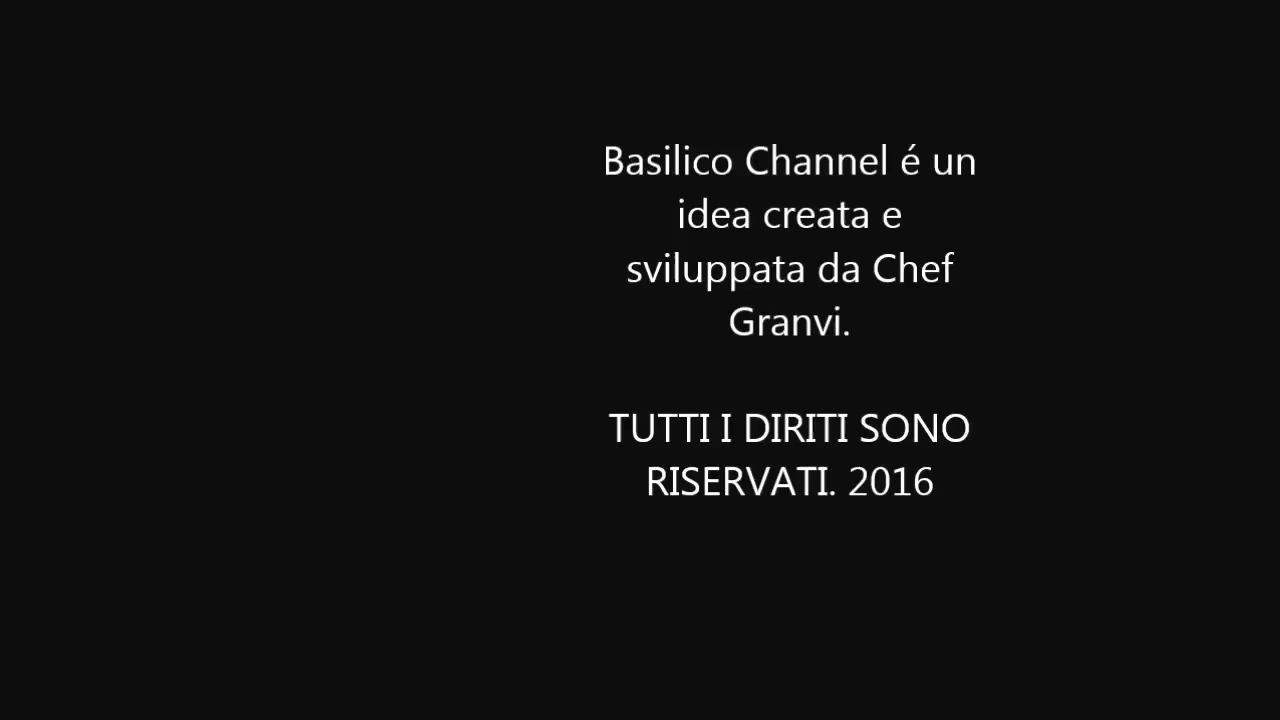 Basilico Channel é un
idea creata e
sviluppata da Chef
Granvi.
TUTTI I DIRITI SONO
RISERVATI. 2016